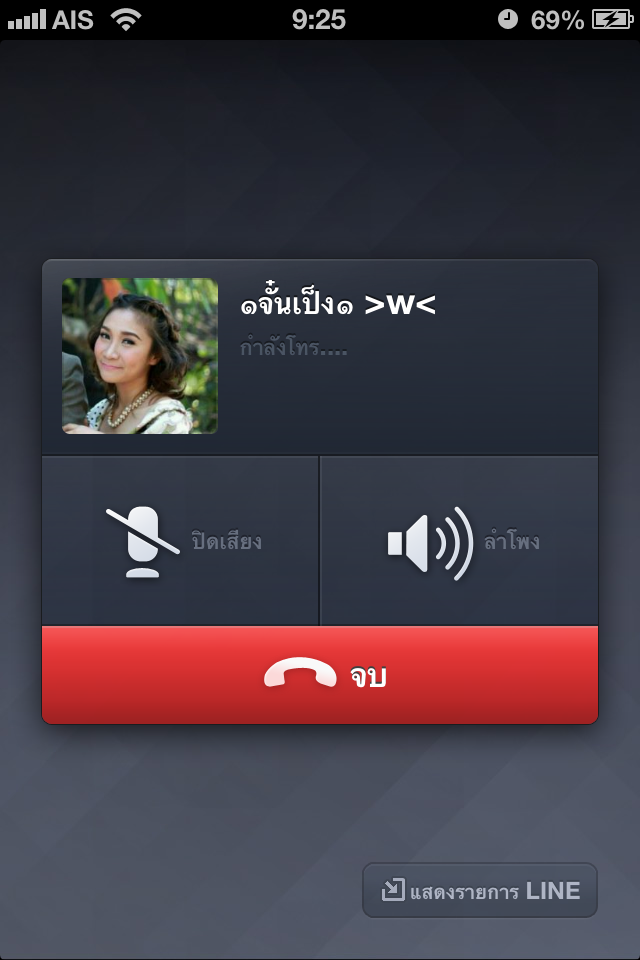 AIS 9:25 69%
๑จั๋นเป็ง๑ >W<
กำลังโทร....
ปิดเสียง ลำโพง
จบ
แสดงรายการ LINE